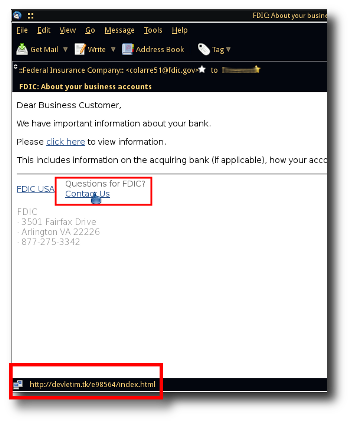 FDIC: About your busine
File Edit View Go Message Tools Help
Get Mail Write Address Book Tag
::Federal Insurance Company:: <colarre51@fdic.gov> to
FDIC: About your business accounts
Dear Business Customer,
We have important information about your bank.
Please click here to view information.
This includes information on the acquiring bank (if applicable), how your acco
FDIC USA
Questions for FDIC?
Contact Us
FDIC
· 3501 Fairfax Drive
· Arlington VA 22226
· 877-275-3342
http://devletim.tk/e98564/index.html